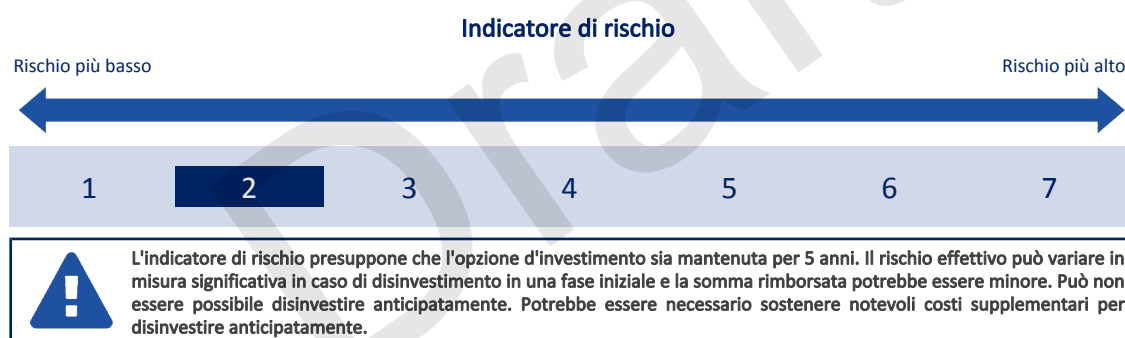 Indicatore di rischio
Rischio più basso
Rischio più alto
1 2 3 4 5 6 7
L'indicatore di rischio presuppone che l'opzione d'investimento sia mantenuta per 5 anni. Il rischio effettivo può variare in
misura significativa in caso di disinvestimento in una fase iniziale e la somma rimborsata potrebbe essere minore. Può non
essere possibile disinvestire anticipatamente. Potrebbe essere necessario sostenere notevoli costi supplementari per
disinvestire anticipatamente.